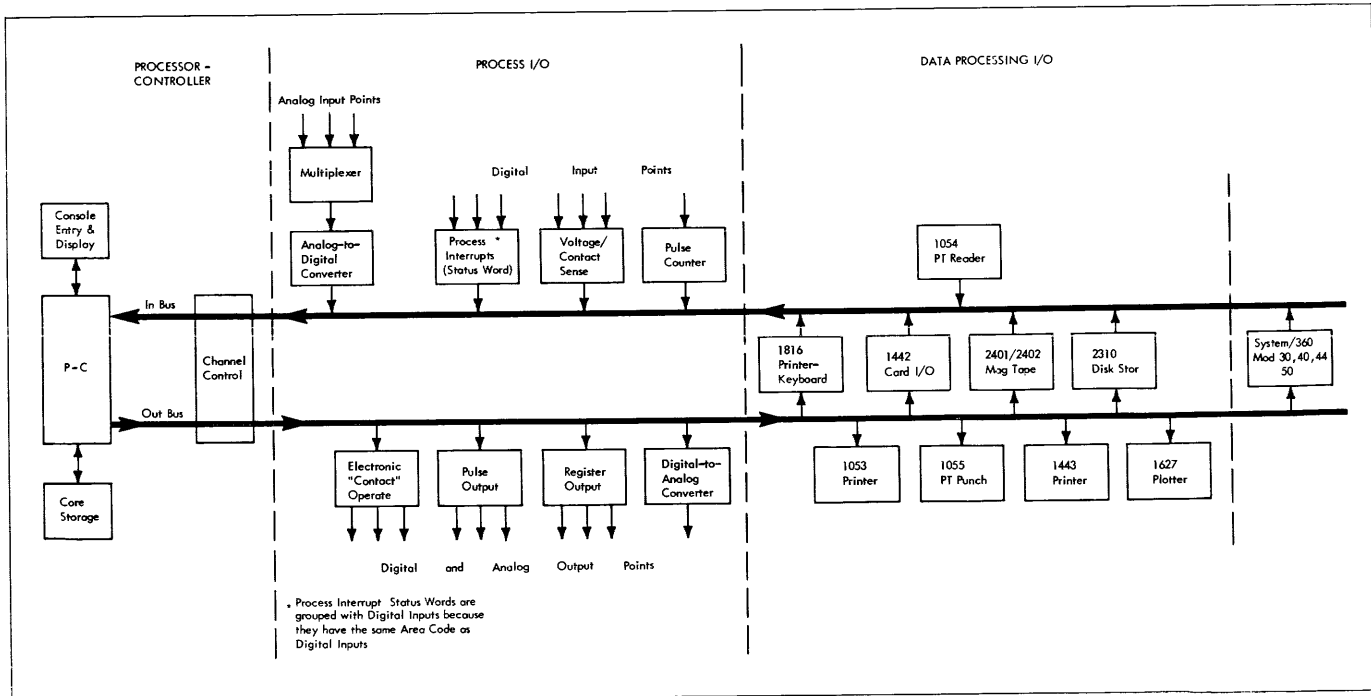 PROCESSOR -
CONTROLLER
PROCESS I/O
DATA PROCESSING I/O
Analog Input Points
Multiplexer
Digital Input Points
Console
Entry &
Display
Analog-to-
Digital
Converter
Process *
Interrupts
(Status Word)
Voltage/
Contact
Sense
Pulse
Counter
1054
PT Reader
In Bus
P-C
Channel
Control
1816
Printer-
Keyboard
1442
Card I/O
2401/2402
Mag Tape
2310
Disk Stor
System/360
Mod 30, 40, 44
50
Out Bus
Core
Storage
Electronic
"Contact"
Operate
Pulse
Output
Register
Output
Digital-to-
Analog
Converter
1053
Printer
1055
PT Punch
1443
Printer
1627
Plotter
Digital and Analog Output Points
* Process Interrupt Status Words are
grouped with Digital Inputs because
they have the same Area Code as
Digital Inputs